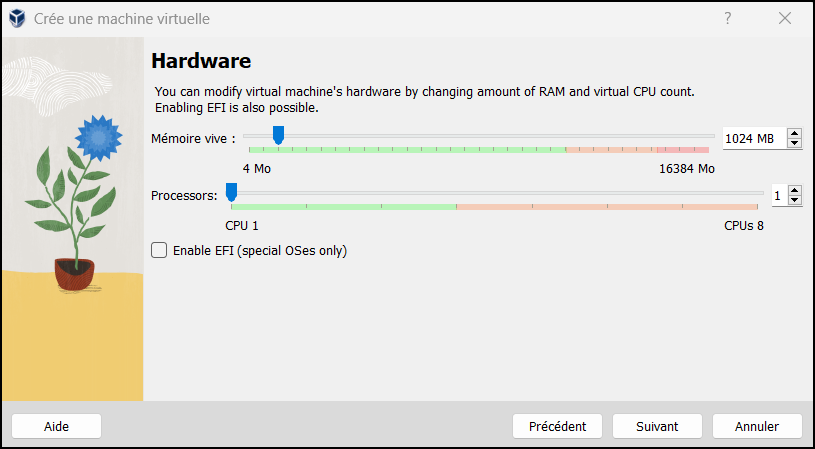 Crée une machine virtuelle
?
Hardware
You can modify virtual machine's hardware by changing amount of RAM and virtual CPU count.
Enabling EFI is also possible.
Mémoire vive : 1024 MB
4 Mo 16384 Mo
Processors: 1
CPU 1 CPUs 8
Enable EFI (special OSes only)
Aide Précédent Suivant Annuler